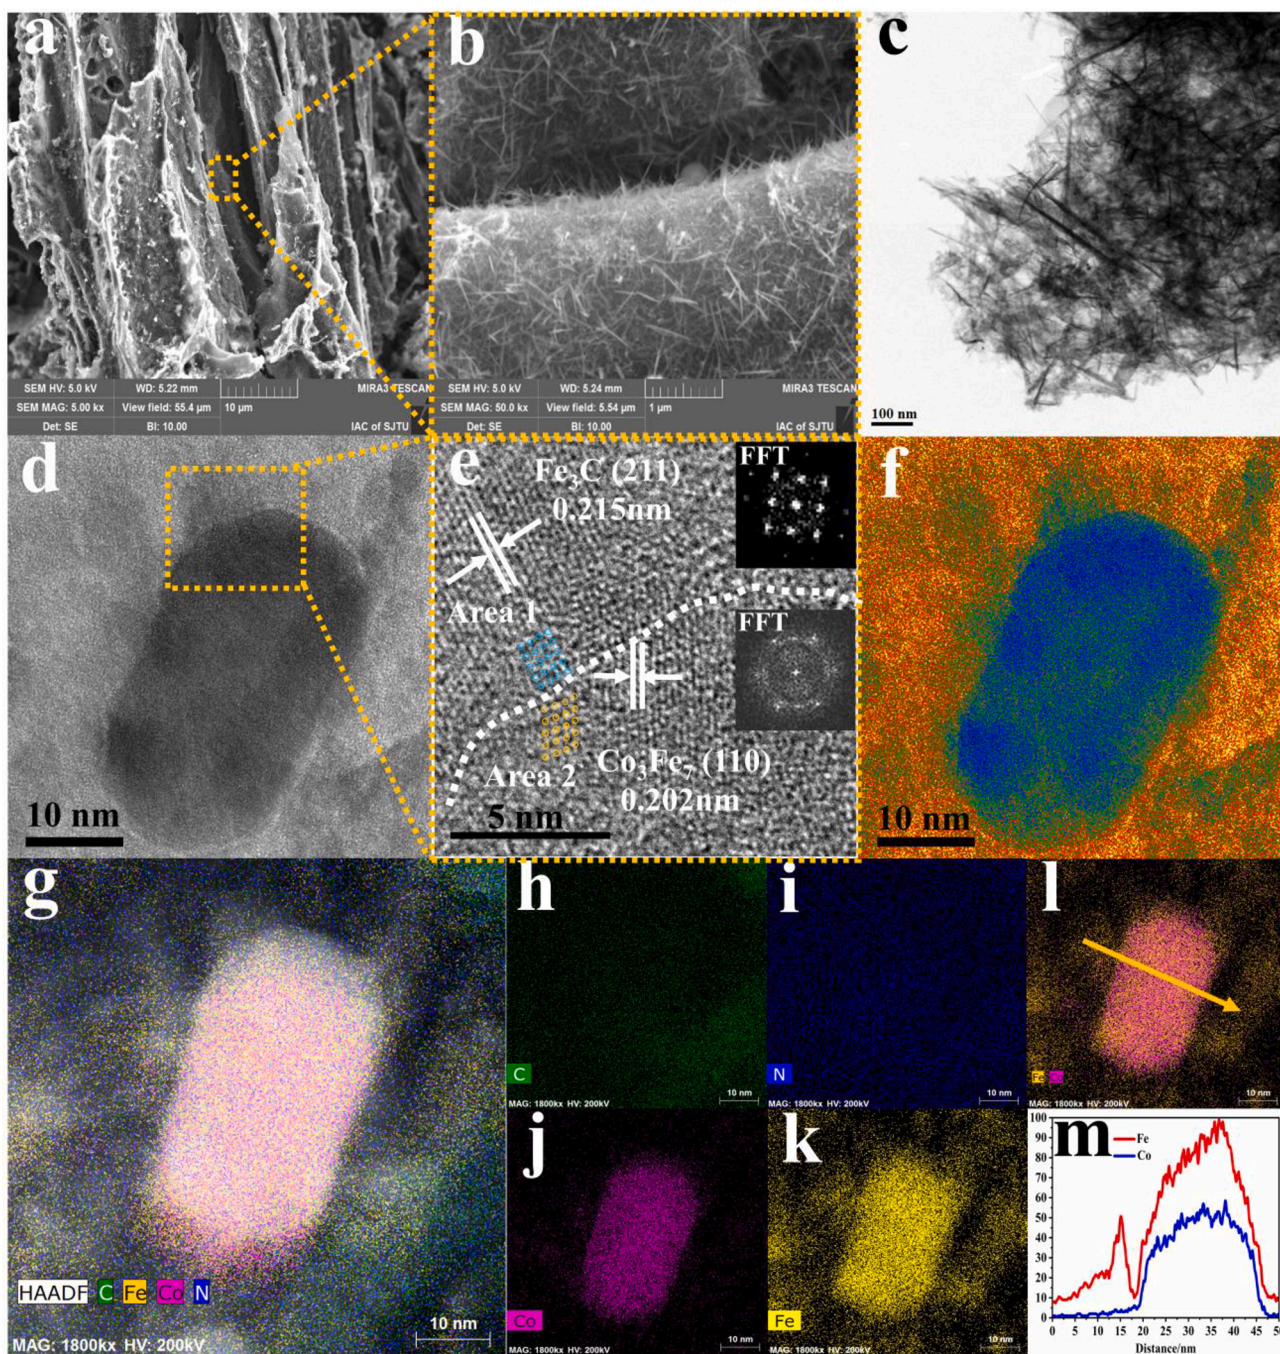 a
b
c
SEM HV: 5.0 kV WD: 5.22 mm MIRA3 TESCAN
SEM MAG: 5.00 kx View field: 55.4 µm 10 µm
Det: SE BI: 10.00 IAC of SJTU
SEM HV: 5.0 kV WD: 5.24 mm MIRA3 TESCAN
SEM MAG: 50.0 kx View field: 5.54 µm 1 µm
Det: SE BI: 10.00 IAC of SJTU
100 nm
d
10 nm
e
Fe₃C (211)
0.215nm
FFT
Area 1
FFT
Area 2
Co₃Fe₇ (110)
0.202nm
5 nm
f
10 nm
g
HAADF C Fe Co N
10 nm
MAG: 1800kx HV: 200kV
h
C
10 nm
MAG: 1800kx HV: 200kV
i
N
10 nm
MAG: 1800kx HV: 200kV
l
Fe Co
10 nm
MAG: 1800kx HV: 200kV
j
Co
10 nm
MAG: 1800kx HV: 200kV
k
Fe
10 nm
MAG: 1800kx HV: 200kV
m
Fe
Co
100
90
80
70
60
50
40
30
20
10
0
0 5 10 15 20 25 30 35 40 45 50
Distance/nm